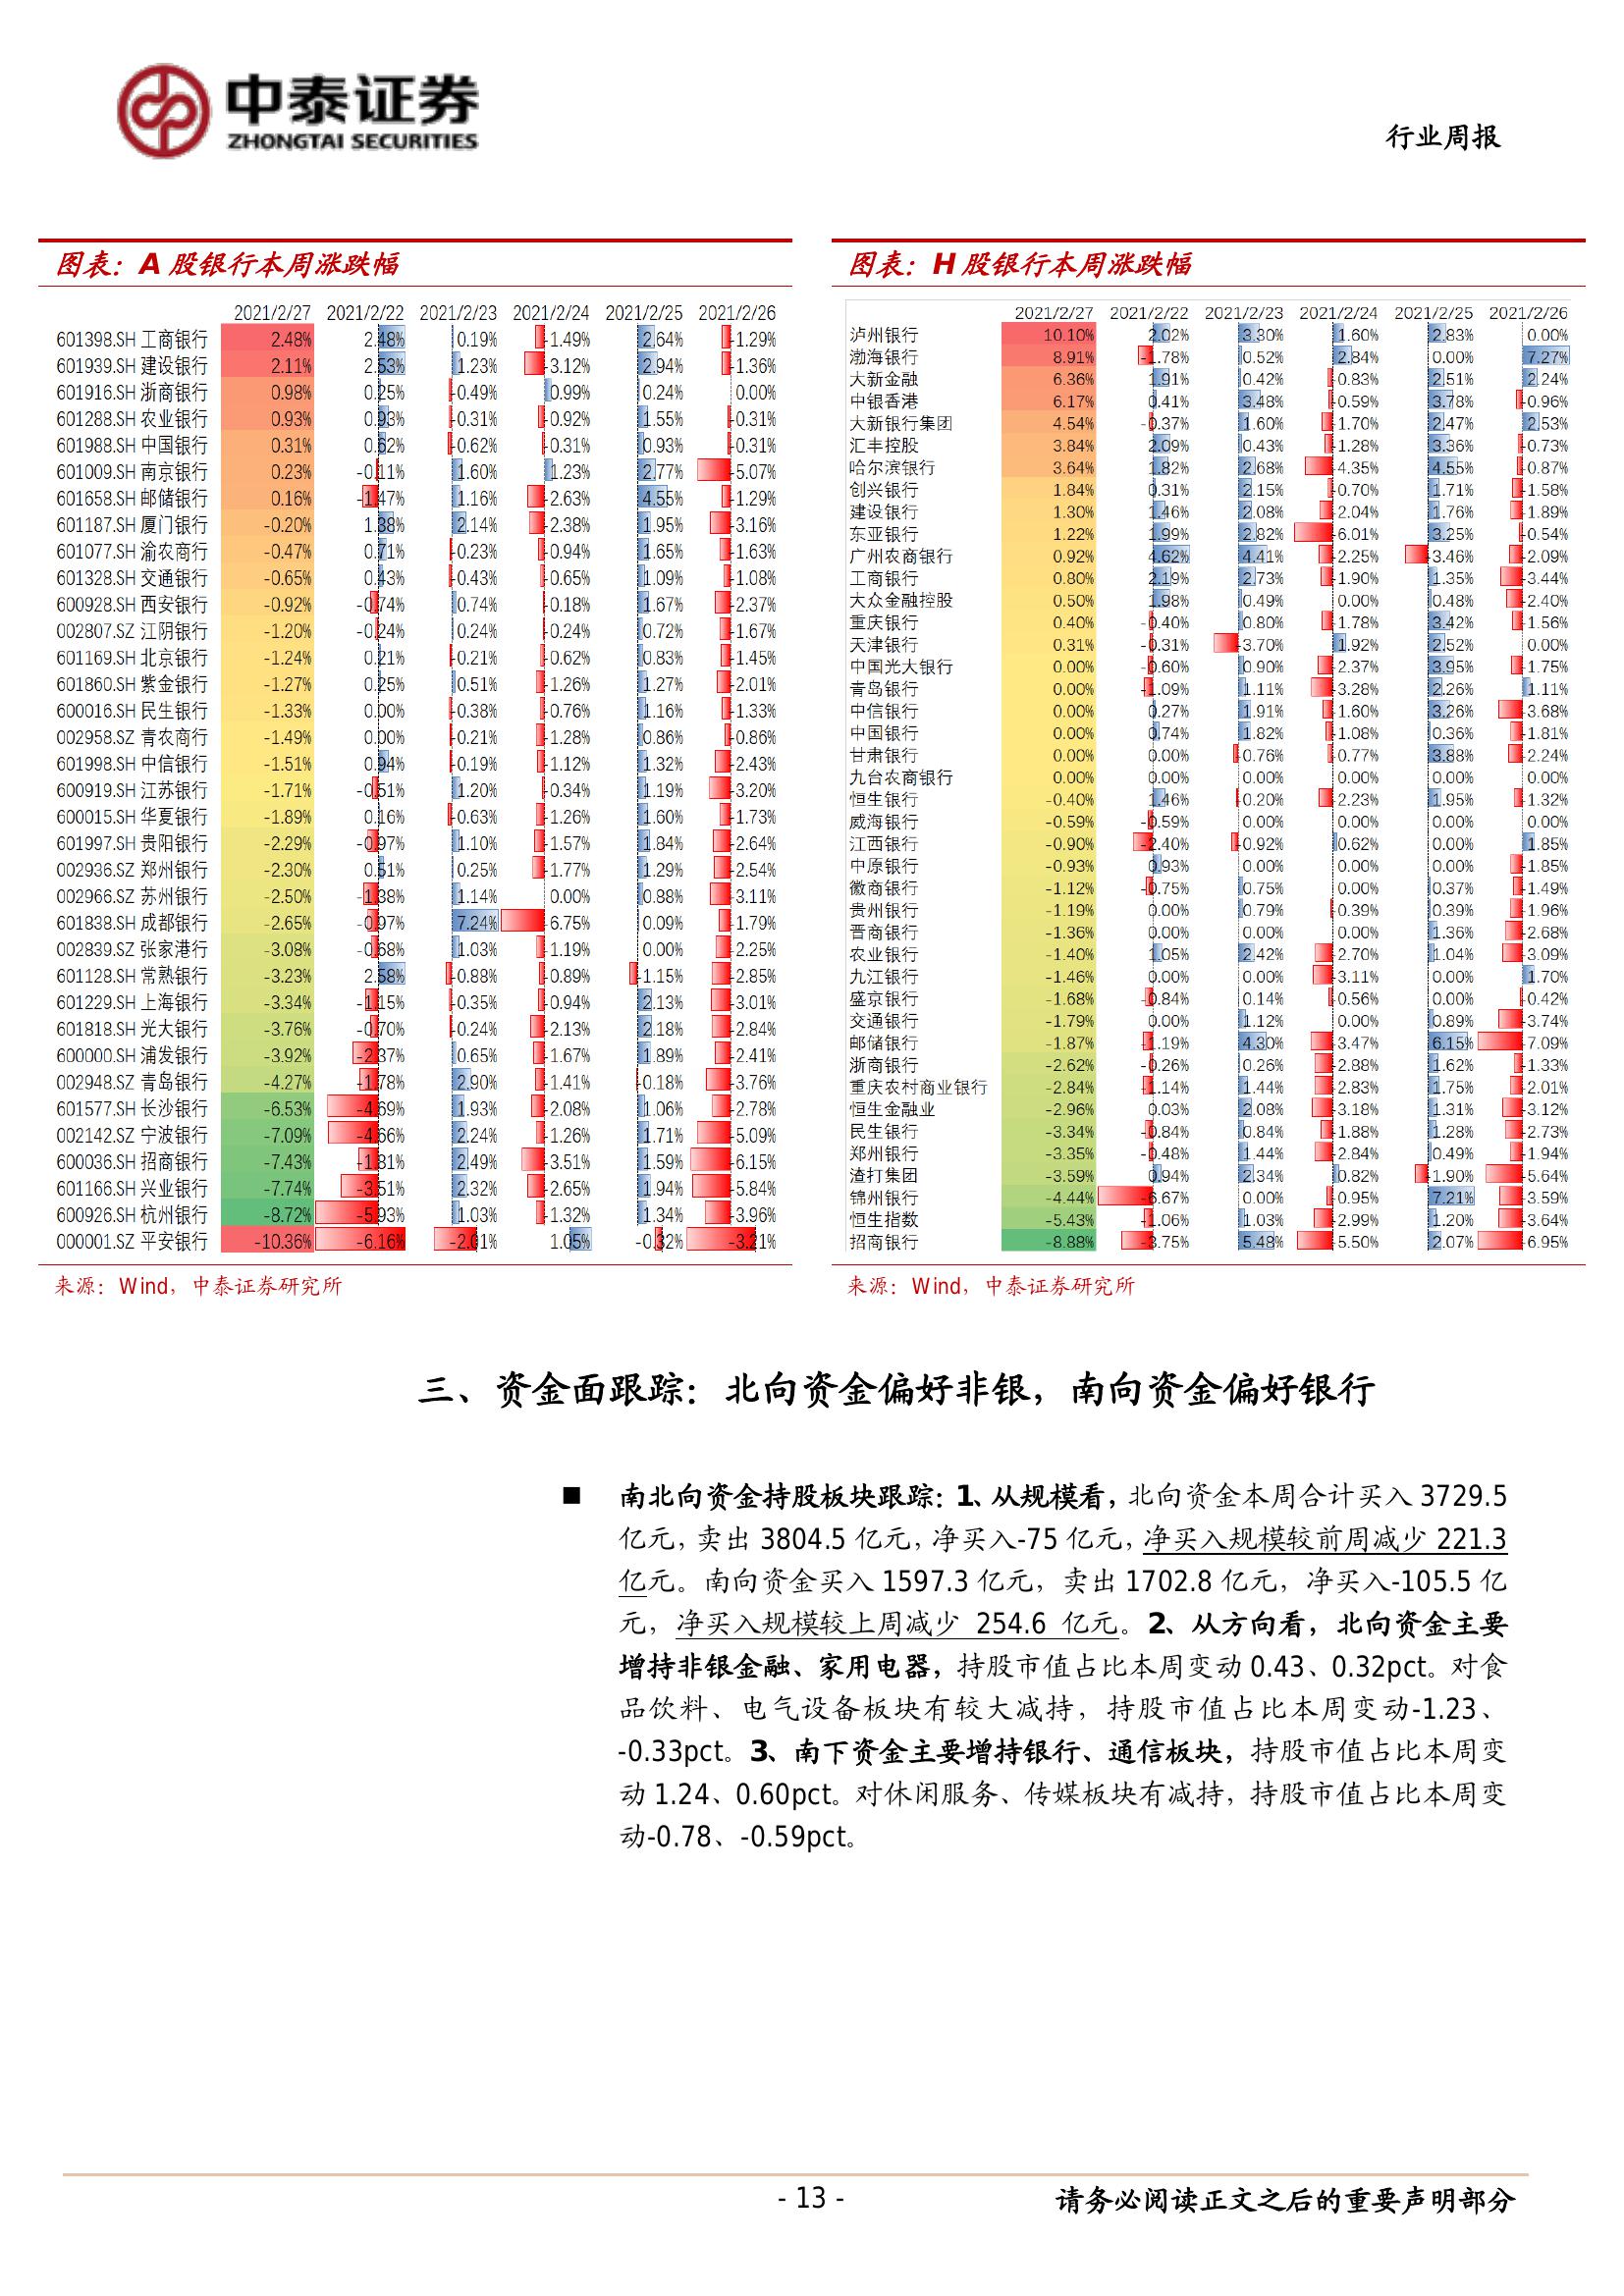 中泰证券
ZHONGTAI SECURITIES
行业周报
图表：A 股银行本周涨跌幅
2021/2/27 2021/2/22 2021/2/23 2021/2/24 2021/2/25 2021/2/26
601398.SH 工商银行 2.48% 2.48% 0.19% -1.49% 2.64% -1.29%
601939.SH 建设银行 2.11% 2.53% 1.23% -3.12% 2.94% -1.36%
601916.SH 浙商银行 0.98% 0.25% -0.49% 0.99% 0.24% 0.00%
601288.SH 农业银行 0.93% 0.93% -0.31% -0.92% 1.55% -0.31%
601988.SH 中国银行 0.31% 0.62% -0.62% -0.31% 0.93% -0.31%
601009.SH 南京银行 0.23% -0.11% 1.60% 1.23% 2.77% -5.07%
601658.SH 邮储银行 0.16% -1.47% 1.16% -2.63% 4.55% -1.29%
601187.SH 厦门银行 -0.20% 1.38% 2.14% -2.38% 1.95% -3.16%
601077.SH 渝农商行 -0.47% 0.71% -0.23% -0.94% 1.65% -1.63%
601328.SH 交通银行 -0.65% 0.43% -0.43% -0.65% 1.09% -1.08%
600928.SH 西安银行 -0.92% -0.74% 0.74% -0.18% 1.67% -2.37%
002807.SZ 江阴银行 -1.20% -0.24% 0.24% -0.24% 0.72% -1.67%
601169.SH 北京银行 -1.24% 0.21% -0.21% -0.62% 0.83% -1.45%
601860.SH 紫金银行 -1.27% 0.25% 0.51% -1.26% 1.27% -2.01%
600016.SH 民生银行 -1.33% 0.00% -0.38% -0.76% 1.16% -1.33%
002958.SZ 青农商行 -1.49% 0.00% -0.21% -1.28% 0.86% -0.86%
601998.SH 中信银行 -1.51% 0.94% -0.19% -1.12% 1.32% -2.43%
600919.SH 江苏银行 -1.71% -0.51% 1.20% -0.34% 1.19% -3.20%
600015.SH 华夏银行 -1.89% 0.16% -0.63% -1.26% 1.60% -1.73%
601997.SH 贵阳银行 -2.29% -0.97% 1.10% -1.57% 1.84% -2.64%
002936.SZ 郑州银行 -2.30% 0.51% 0.25% -1.77% 1.29% -2.54%
002966.SZ 苏州银行 -2.50% -1.38% 1.14% 0.00% 0.88% -3.11%
601838.SH 成都银行 -2.65% -0.97% 7.24% -6.75% 0.09% -1.79%
002839.SZ 张家港行 -3.08% -0.68% 1.03% -1.19% 0.00% -2.25%
601128.SH 常熟银行 -3.23% 2.58% -0.88% -0.89% -1.15% -2.85%
601229.SH 上海银行 -3.34% -1.15% -0.35% -0.94% 2.13% -3.01%
601818.SH 光大银行 -3.76% -0.70% -0.24% -2.13% 2.18% -2.84%
600000.SH 浦发银行 -3.92% -2.37% 0.65% -1.67% 1.89% -2.41%
002948.SZ 青岛银行 -4.27% -1.78% 2.90% -1.41% -0.18% -3.76%
601577.SH 长沙银行 -6.53% -4.69% 1.93% -2.08% 1.06% -2.78%
002142.SZ 宁波银行 -7.09% -4.66% 2.24% -1.26% 1.71% -5.09%
600036.SH 招商银行 -7.43% -1.81% 2.49% -3.51% 1.59% -6.15%
601166.SH 兴业银行 -7.74% -3.51% 2.32% -2.65% 1.94% -5.84%
600926.SH 杭州银行 -8.72% -5.93% 1.03% -1.32% 1.34% -3.96%
000001.SZ 平安银行 -10.36% -6.16% -2.01% 1.05% -0.32% -3.21%
来源：Wind，中泰证券研究所
图表：H 股银行本周涨跌幅
2021/2/27 2021/2/22 2021/2/23 2021/2/24 2021/2/25 2021/2/26
泸州银行 10.10% 2.02% 3.30% 1.60% 2.83% 0.00%
渤海银行 8.91% -1.78% 0.52% 2.84% 0.00% 7.27%
大新金融 6.36% 1.91% 0.42% -0.83% 2.51% 2.24%
中银香港 6.17% 0.41% 3.48% -0.59% 3.78% -0.96%
大新银行集团 4.54% -0.37% 1.60% -1.70% 2.47% 2.53%
汇丰控股 3.84% 2.09% 0.43% -1.28% 3.36% -0.73%
哈尔滨银行 3.64% 1.82% 2.68% -4.35% 4.55% -0.87%
创兴银行 1.84% 0.31% 2.15% -0.70% 1.71% -1.58%
建设银行 1.30% 1.46% 2.08% -2.04% 1.76% -1.89%
东亚银行 1.22% 1.99% 2.82% -6.01% 3.25% -0.54%
广州农商银行 0.92% 4.62% 4.41% -2.25% -3.46% -2.09%
工商银行 0.80% 2.19% 2.73% -1.90% 1.35% -3.44%
大众金融控股 0.50% 1.98% 0.49% 0.00% 0.48% -2.40%
重庆银行 0.40% -0.40% 0.80% -1.78% 3.42% -1.56%
天津银行 0.31% -0.31% -3.70% 1.92% 2.52% 0.00%
中国光大银行 0.00% -0.60% 0.90% -2.37% 3.95% -1.75%
青岛银行 0.00% -1.09% 1.11% -3.28% 2.26% 1.11%
中信银行 0.00% 0.27% 1.91% -1.60% 3.26% -3.68%
中国银行 0.00% 0.74% 1.82% -1.08% 0.36% -1.81%
甘肃银行 0.00% 0.00% -0.76% -0.77% 3.88% -2.24%
九台农商银行 0.00% 0.00% 0.00% 0.00% 0.00% 0.00%
恒生银行 -0.40% 1.46% -0.20% -2.23% 1.95% -1.32%
威海银行 -0.59% -0.59% 0.00% 0.00% 0.00% 0.00%
江西银行 -0.90% -2.40% -0.92% 0.62% 0.00% 1.85%
中原银行 -0.93% 0.93% 0.00% 0.00% 0.00% -1.85%
徽商银行 -1.12% -0.75% 0.75% 0.00% 0.37% -1.49%
贵州银行 -1.19% 0.00% 0.79% -0.39% 0.39% -1.96%
晋商银行 -1.36% 0.00% 0.00% 0.00% 1.36% -2.68%
农业银行 -1.40% 1.05% 2.42% -2.70% 1.04% -3.09%
九江银行 -1.46% 0.00% 0.00% -3.11% 0.00% 1.70%
盛京银行 -1.68% -0.84% 0.14% -0.56% 0.00% -0.42%
交通银行 -1.79% 0.00% 1.12% 0.00% 0.89% -3.74%
邮储银行 -1.87% -1.19% 4.30% -3.47% 6.15% -7.09%
浙商银行 -2.62% -0.26% 0.26% -2.88% 1.62% -1.33%
重庆农村商业银行 -2.84% -1.14% 1.44% -2.83% 1.75% -2.01%
恒生金融业 -2.96% 0.03% 2.08% -3.18% 1.31% -3.12%
民生银行 -3.34% -0.84% 0.84% -1.88% 1.28% -2.73%
郑州银行 -3.35% -0.48% 1.44% -2.84% 0.49% -1.94%
渣打集团 -3.59% 0.94% 2.34% 0.82% -1.90% -5.64%
锦州银行 -4.44% -6.67% 0.00% -0.95% 7.21% -3.59%
恒生指数 -5.43% -1.06% 1.03% -2.99% 1.20% -3.64%
招商银行 -8.88% -3.75% 5.48% -5.50% 2.07% -6.95%
来源：Wind，中泰证券研究所
三、资金面跟踪：北向资金偏好非银，南向资金偏好银行
■ 南北向资金持股板块跟踪：1、从规模看，北向资金本周合计买入 3729.5
亿元，卖出 3804.5 亿元，净买入-75 亿元，净买入规模较前周减少 221.3
亿元。南向资金买入 1597.3 亿元，卖出 1702.8 亿元，净买入-105.5 亿
元，净买入规模较上周减少 254.6 亿元。2、从方向看，北向资金主要
增持非银金融、家用电器，持股市值占比本周变动 0.43、0.32pct。对食
品饮料、电气设备板块有较大减持，持股市值占比本周变动-1.23、
-0.33pct。3、南下资金主要增持银行、通信板块，持股市值占比本周变
动 1.24、0.60pct。对休闲服务、传媒板块有减持，持股市值占比本周变
动-0.78、-0.59pct。
- 13 -
请务必阅读正文之后的重要声明部分